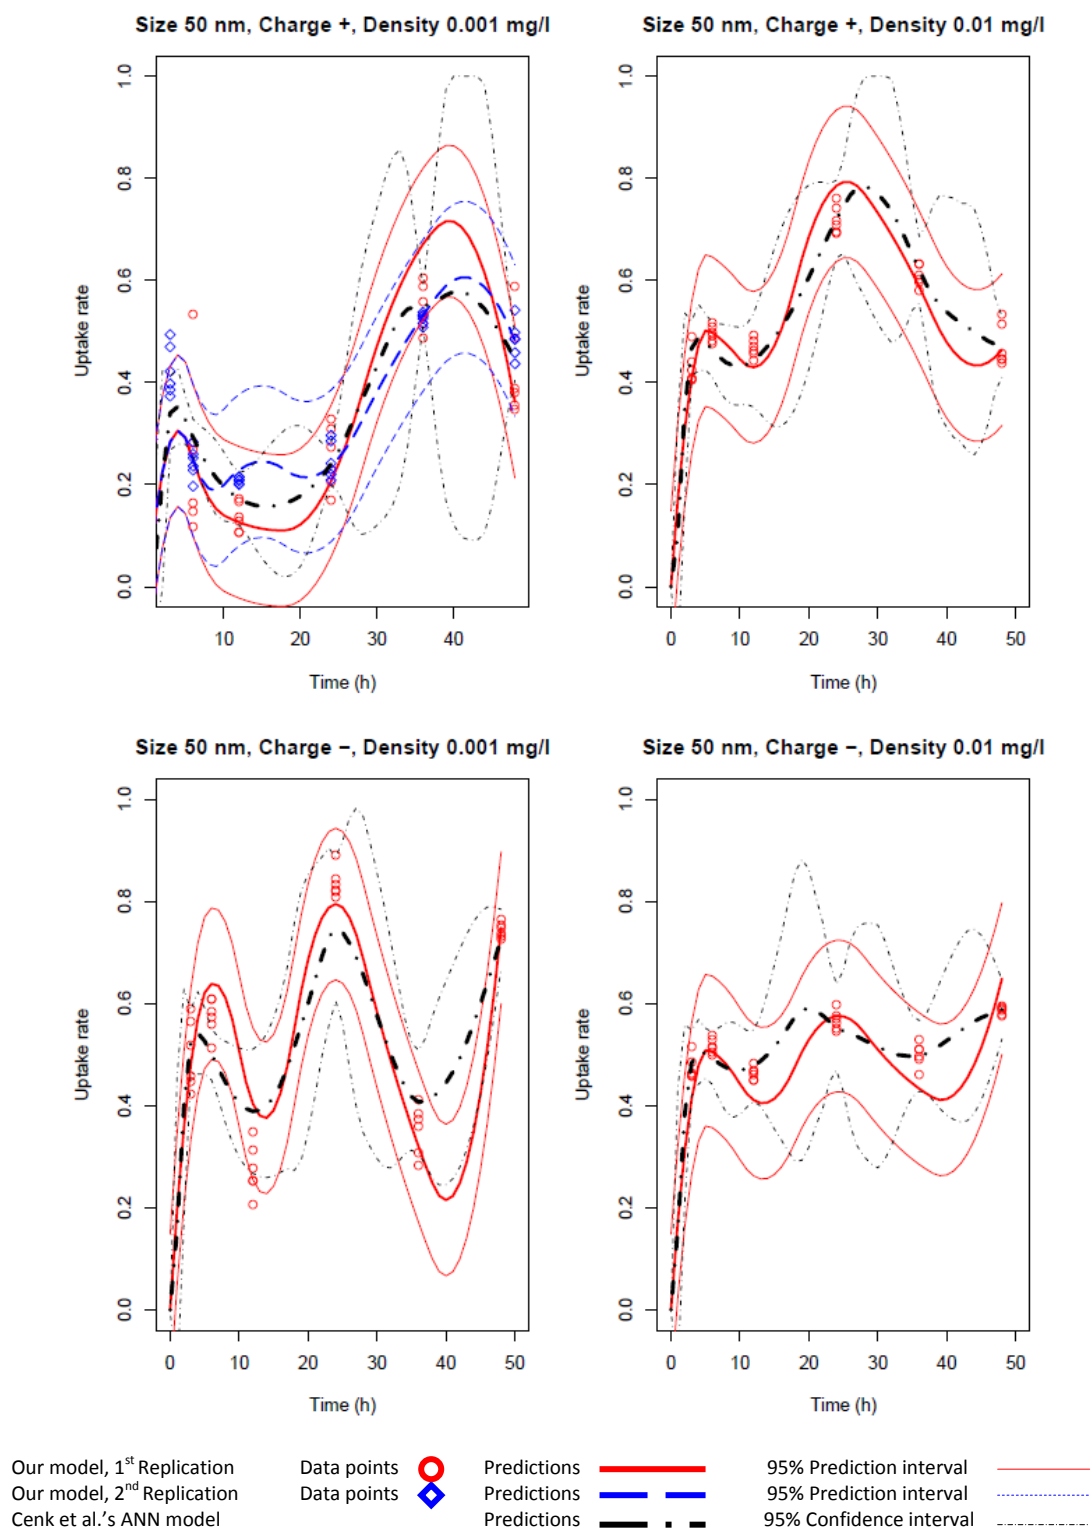 Size 50 nm, Charge +, Density 0.001 mg/l
Uptake rate
1.0
0.8
0.6
0.4
0.2
0.0
10 20 30 40
Time (h)
Size 50 nm, Charge +, Density 0.01 mg/l
Uptake rate
1.0
0.8
0.6
0.4
0.2
0.0
0 10 20 30 40 50
Time (h)
Size 50 nm, Charge −, Density 0.001 mg/l
Uptake rate
1.0
0.8
0.6
0.4
0.2
0.0
0 10 20 30 40 50
Time (h)
Size 50 nm, Charge −, Density 0.01 mg/l
Uptake rate
1.0
0.8
0.6
0.4
0.2
0.0
0 10 20 30 40 50
Time (h)
Our model, 1st Replication Data points Predictions 95% Prediction interval
Our model, 2nd Replication Data points Predictions 95% Prediction interval
Cenk et al.'s ANN model Predictions 95% Confidence interval